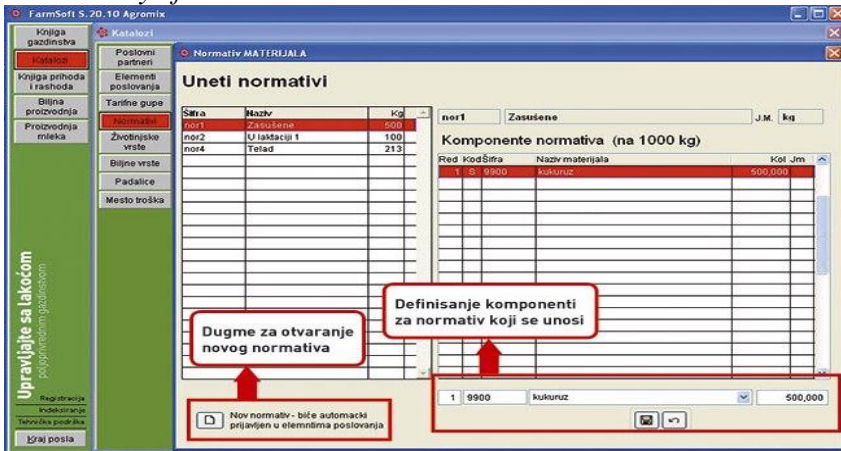 FarmSoft S.20.10 Agromix
Knjiga
gazdinstva
Katalozi
Knjiga prihoda
i rashoda
Biljna
proizvodnja
Proizvodnja
mleka
Upravljajte sa lakoćom
poljoprivrednim gazdinstvom
Registracija
Indeksiranje
Tehnička podrška
Kraj posla
Katalozi
Poslovni
partneri
Elementi
poslovanja
Tarifne gupe
Normativi
Životinjske
vrste
Biljne vrste
Padalice
Mesto troška
Normativ MATERIJALA
Uneti normativi
Šifra Naziv Kg
nor1 Zasušene 500
nor2 U laktaciji 1 100
nor4 Telad 213
nor1 Zasušene J.M. kg
Komponente normativa (na 1000 kg)
Red Kod Šifra Naziv materijala Kol Jm
1 S 9900 kukuruz 500,000
Definisanje komponenti
za normativ koji se unosi
Dugme za otvaranje
novog normativa
1 9900 kukuruz 500,000
Nov normativ - biće automacki
prijavljen u elemntima poslovanja